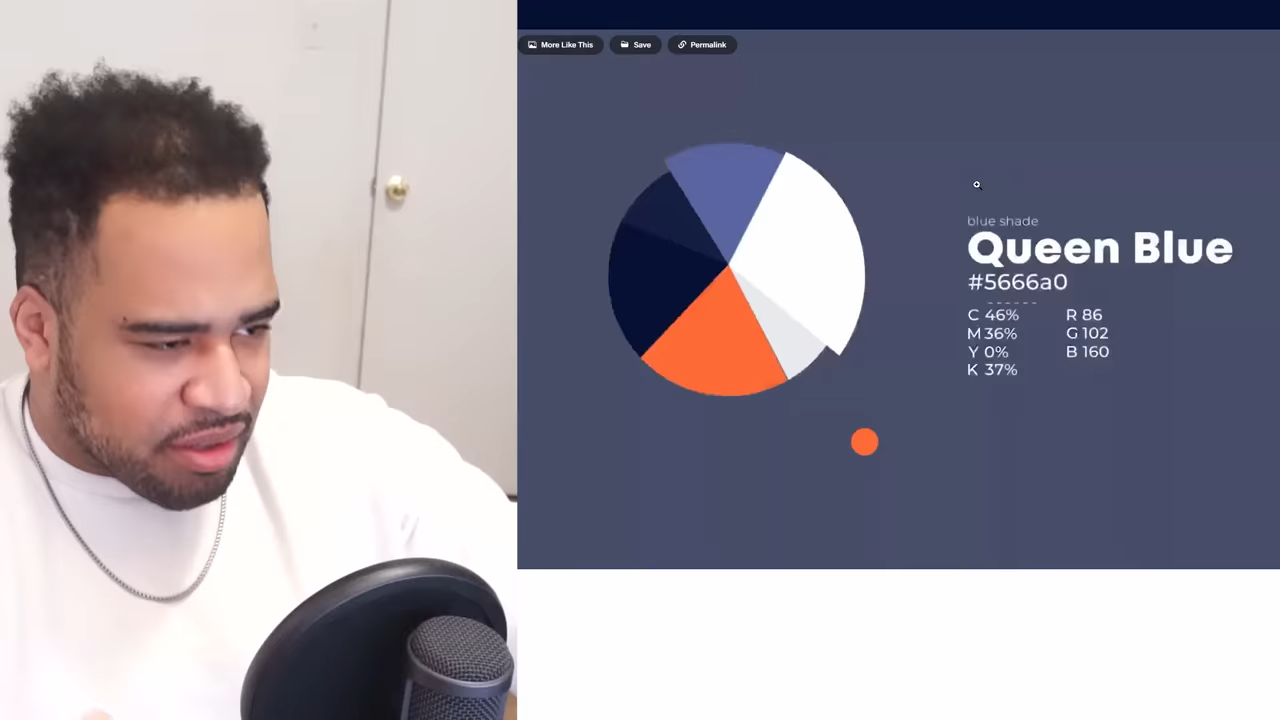 More Like This
Save
Permalink
blue shade
Queen Blue
#5666a0
C 46%
M 36%
Y 0%
K 37%
R 86
G 102
B 160